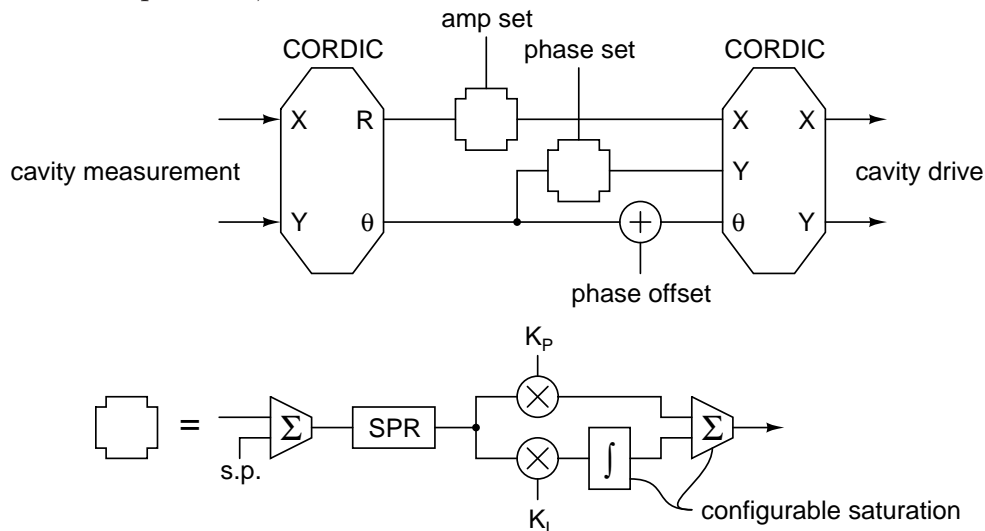 amp set
CORDIC
phase set
CORDIC
X
R
X
X
cavity measurement
Y
cavity drive
Y
θ
+
θ
Y
phase offset
K_P
×
= Σ SPR Σ
s.p.
×
∫
K_I
configurable saturation